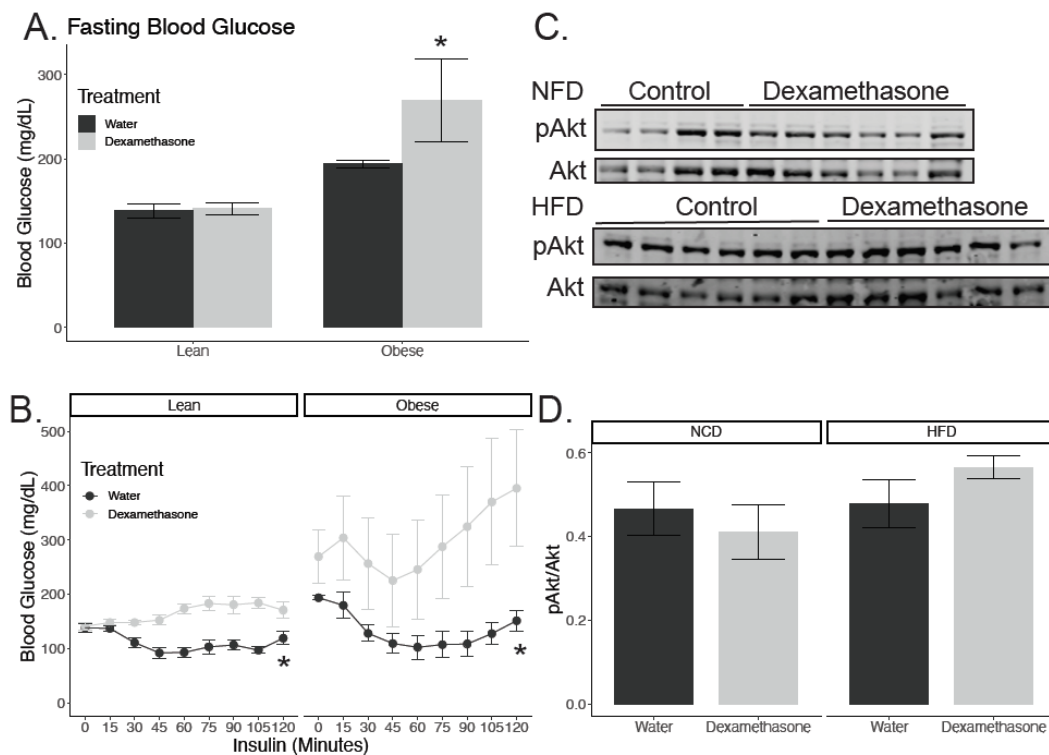 A. Fasting Blood Glucose
*
300
200
100
0
Blood Glucose (mg/dL)
Treatment
Water
Dexamethasone
Lean
Obese
B.
Lean
Obese
500
400
300
200
100
0
Blood Glucose (mg/dL)
Treatment
Water
Dexamethasone
*
*
0 15 30 45 60 75 90 105 120
0 15 30 45 60 75 90 105 120
Insulin (Minutes)
C.
NFD Control Dexamethasone
pAkt
Akt
HFD Control Dexamethasone
pAkt
Akt
D.
NCD
HFD
0.6
0.4
0.2
0.0
pAkt/Akt
Water Dexamethasone
Water Dexamethasone